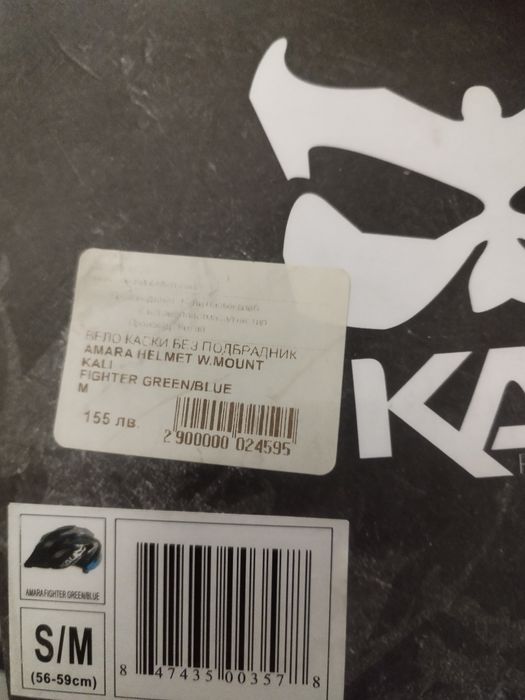 ВЕЛО КАСКИ БЕЗ ПОДБРАДНИК
AMARA HELMET W.MOUNT
KALI
FIGHTER GREEN/BLUE
M
155 лв.
2 900000 024595
KA
AMARA FIGHTER GREEN/BLUE
S/M
(56-59cm)
8 47435 00357 8